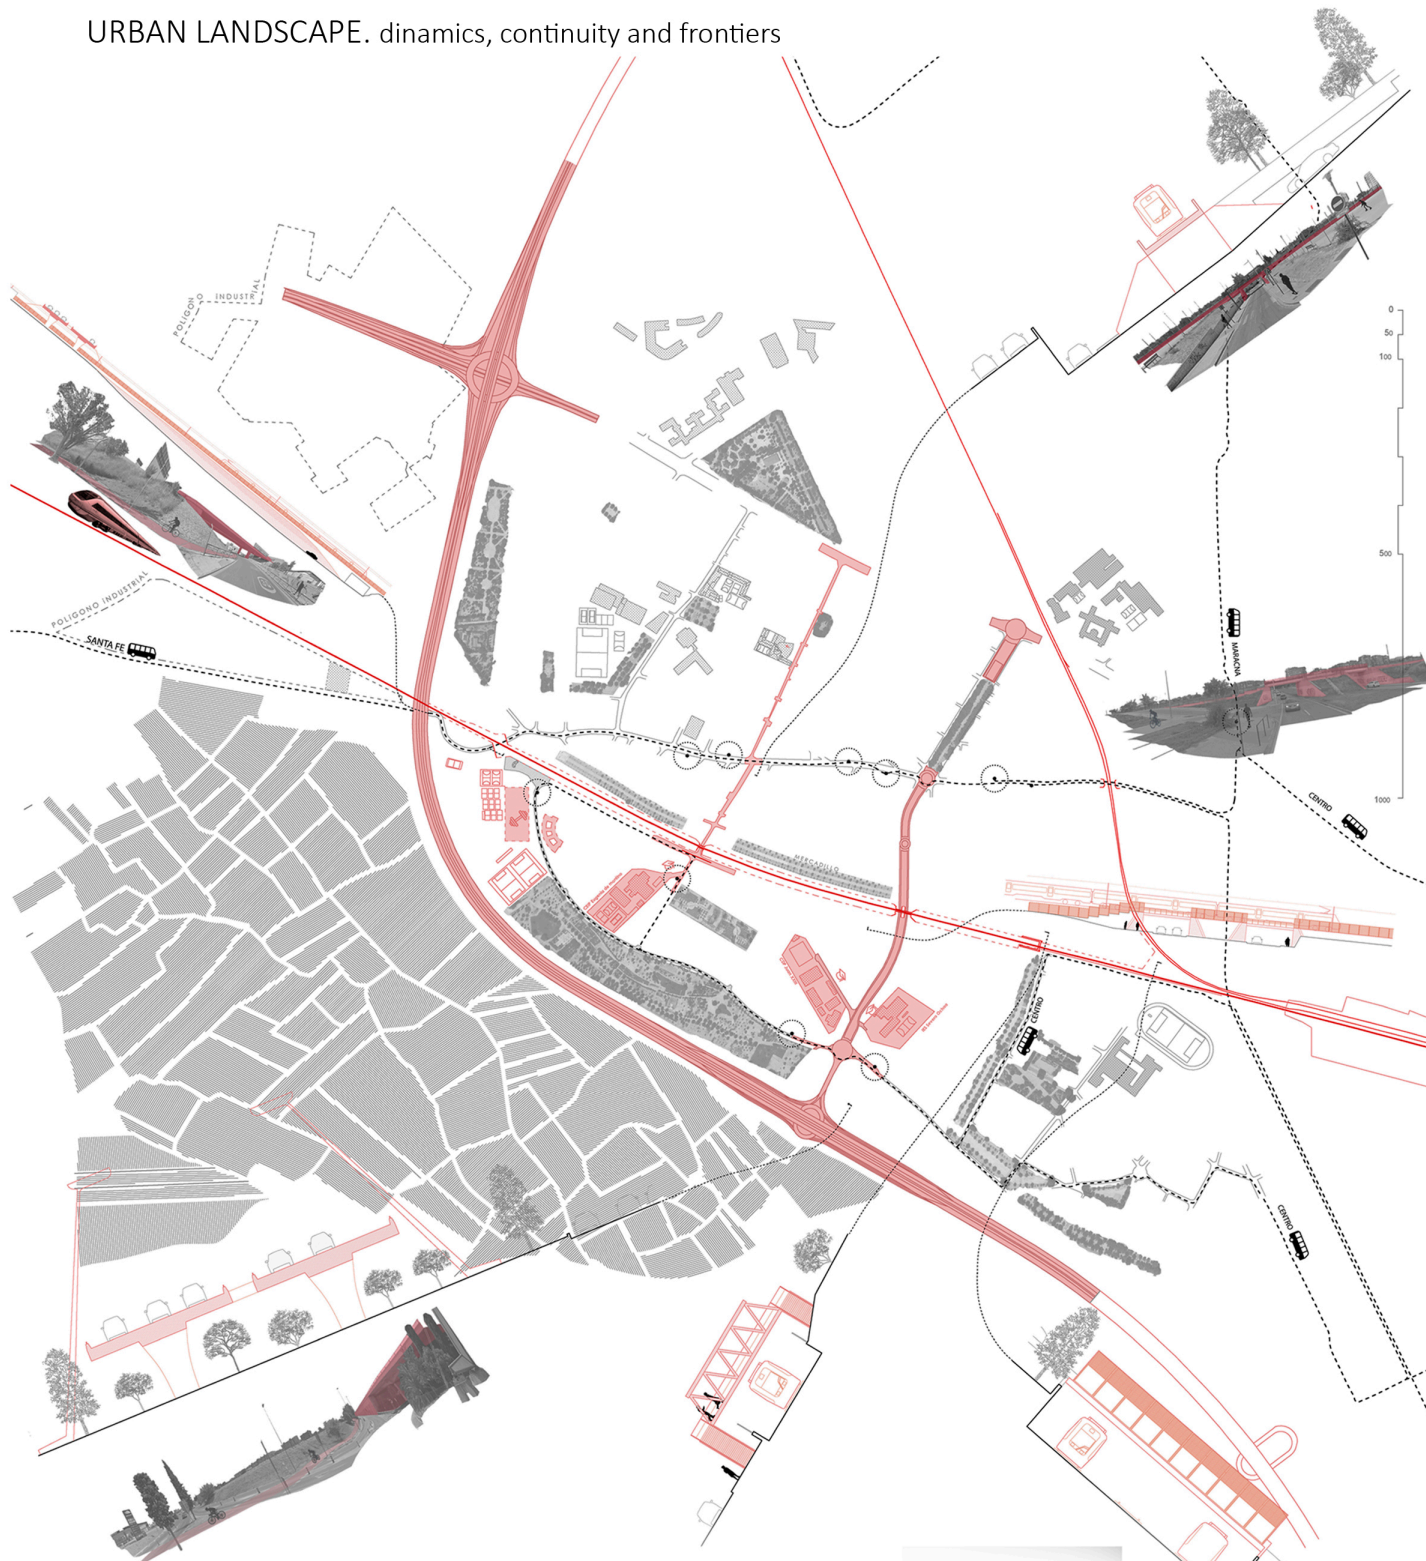 URBAN LANDSCAPE. dinamics, continuity and frontiers
POLIGONO INDUSTRIAL
0
50
100
500
POLIGONO INDUSTRIAL
SANTA FE
MARACNA
CENTRO
1000
MERCADILLO
CENTRO
CENTRO